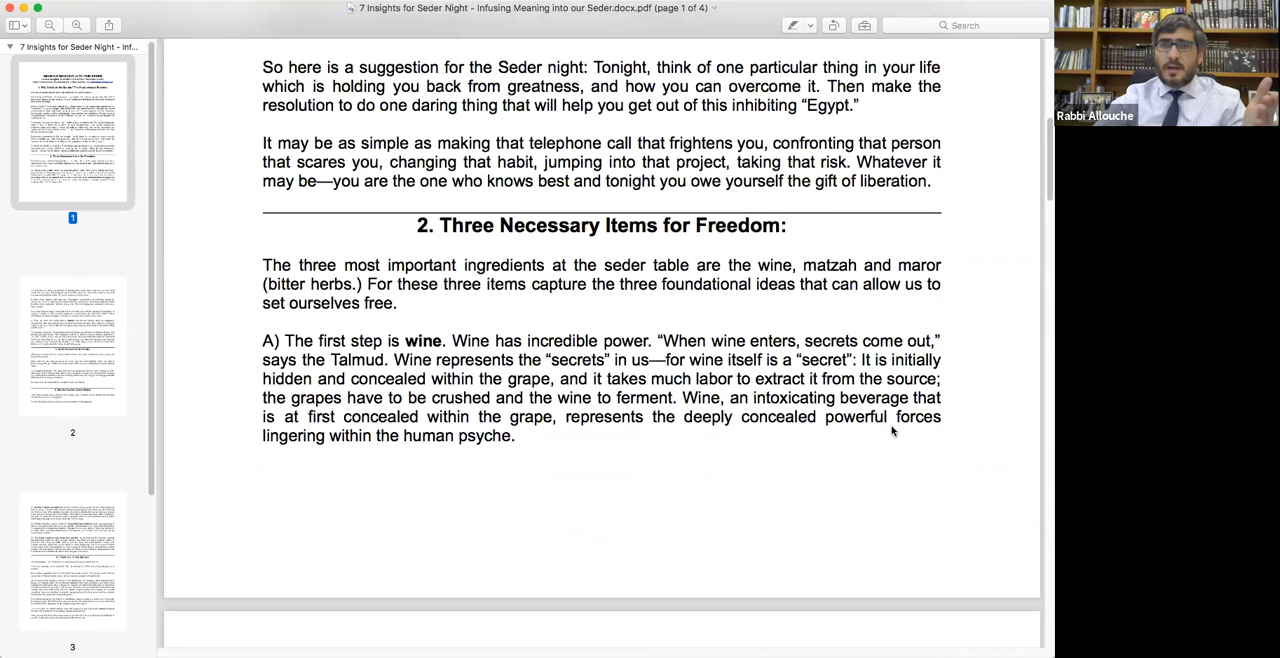 7 Insights for Seder Night - Infusing Meaning into our Seder.docx.pdf (page 1 of 4)
Search
7 Insights for Seder Night - Inf...
So here is a suggestion for the Seder night: Tonight, think of one particular thing in your life
which is holding you back from greatness, and how you can overcome it. Then make the
resolution to do one daring thing that will help you get out of this inhibiting “Egypt.”
It may be as simple as making that telephone call that frightens you, confronting that person
that scares you, changing that habit, jumping into that project, taking that risk. Whatever it
may be—you are the one who knows best and tonight you owe yourself the gift of liberation.
2. Three Necessary Items for Freedom:
The three most important ingredients at the seder table are the wine, matzah and maror
(bitter herbs.) For these three items capture the three foundational ideas that can allow us to
set ourselves free.
A) The first step is wine. Wine has incredible power. “When wine enters, secrets come out,”
says the Talmud. Wine represents the “secrets” in us—for wine itself is a “secret”: It is initially
hidden and concealed within the grape, and it takes much labor to extract it from the source;
the grapes have to be crushed and the wine to ferment. Wine, an intoxicating beverage that
is at first concealed within the grape, represents the deeply concealed powerful forces
lingering within the human psyche.
1
2
3
Rabbi Allouche